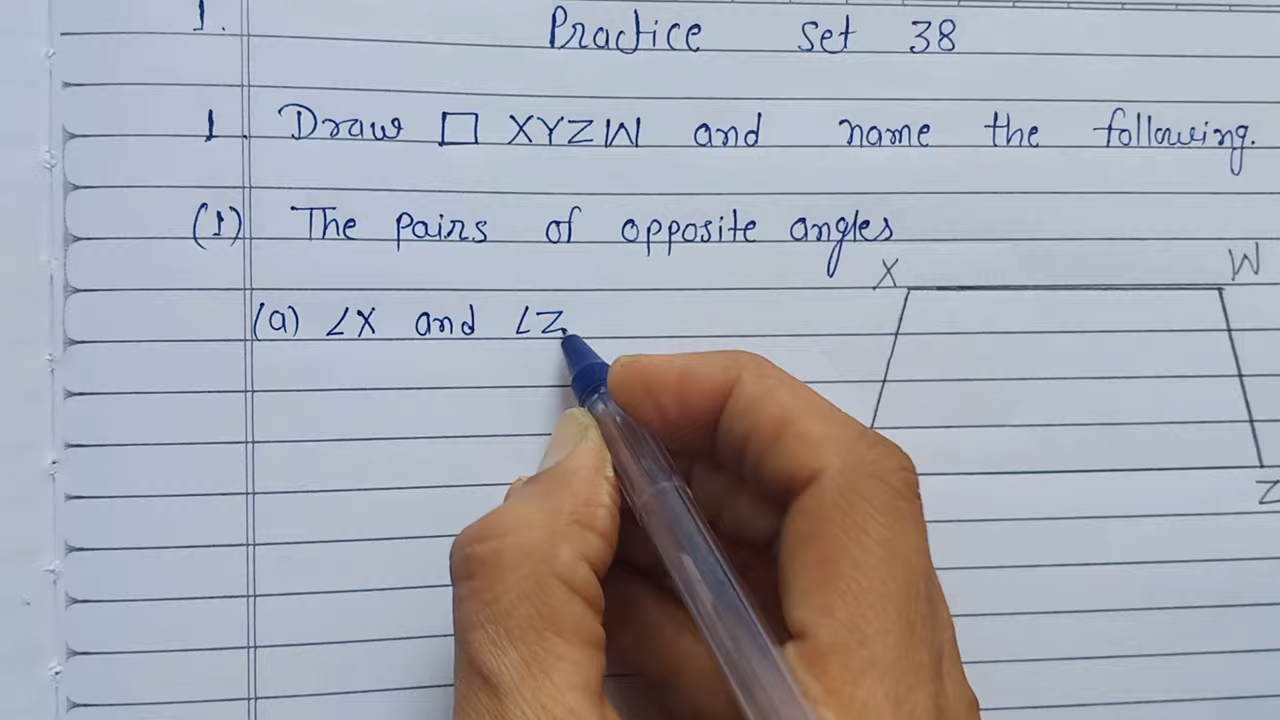 1.
Practice set 38
1. Draw □ XYZW and name the following.
(1) The pairs of opposite angles
X W
(a) ∠X and ∠Z
Z